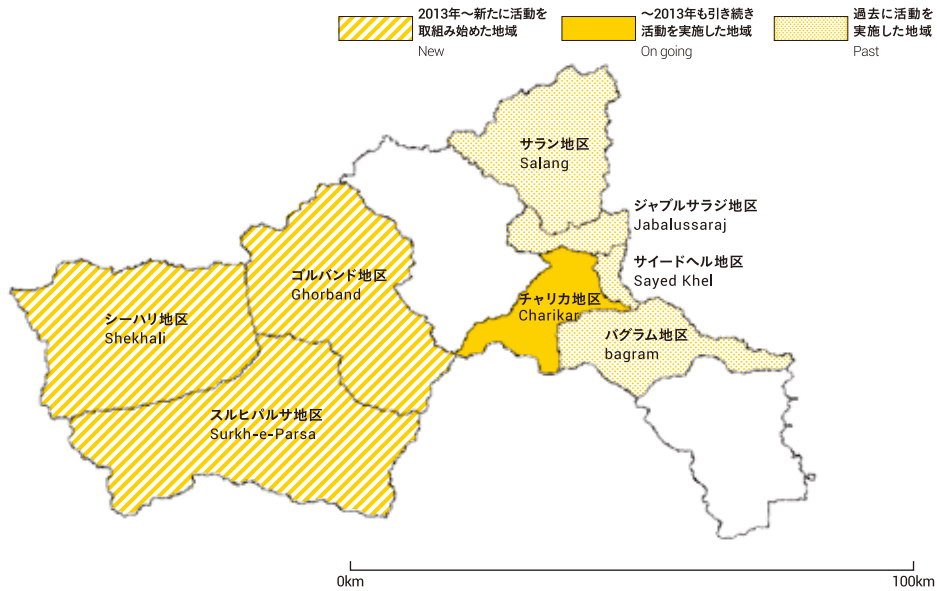 2013年～新たに活動を
取組み始めた地域
New
～2013年も引き続き
活動を実施した地域
On going
過去に活動を
実施した地域
Past
サラン地区
Salang
ジャブルサラジ地区
Jabalussaraj
サイードヘル地区
Sayed Khel
ゴルバンド地区
Ghorband
チャリカ地区
Charikar
シーハリ地区
Shekhali
バグラム地区
bagram
スルヒパルサ地区
Surkh-e-Parsa
0km
100km